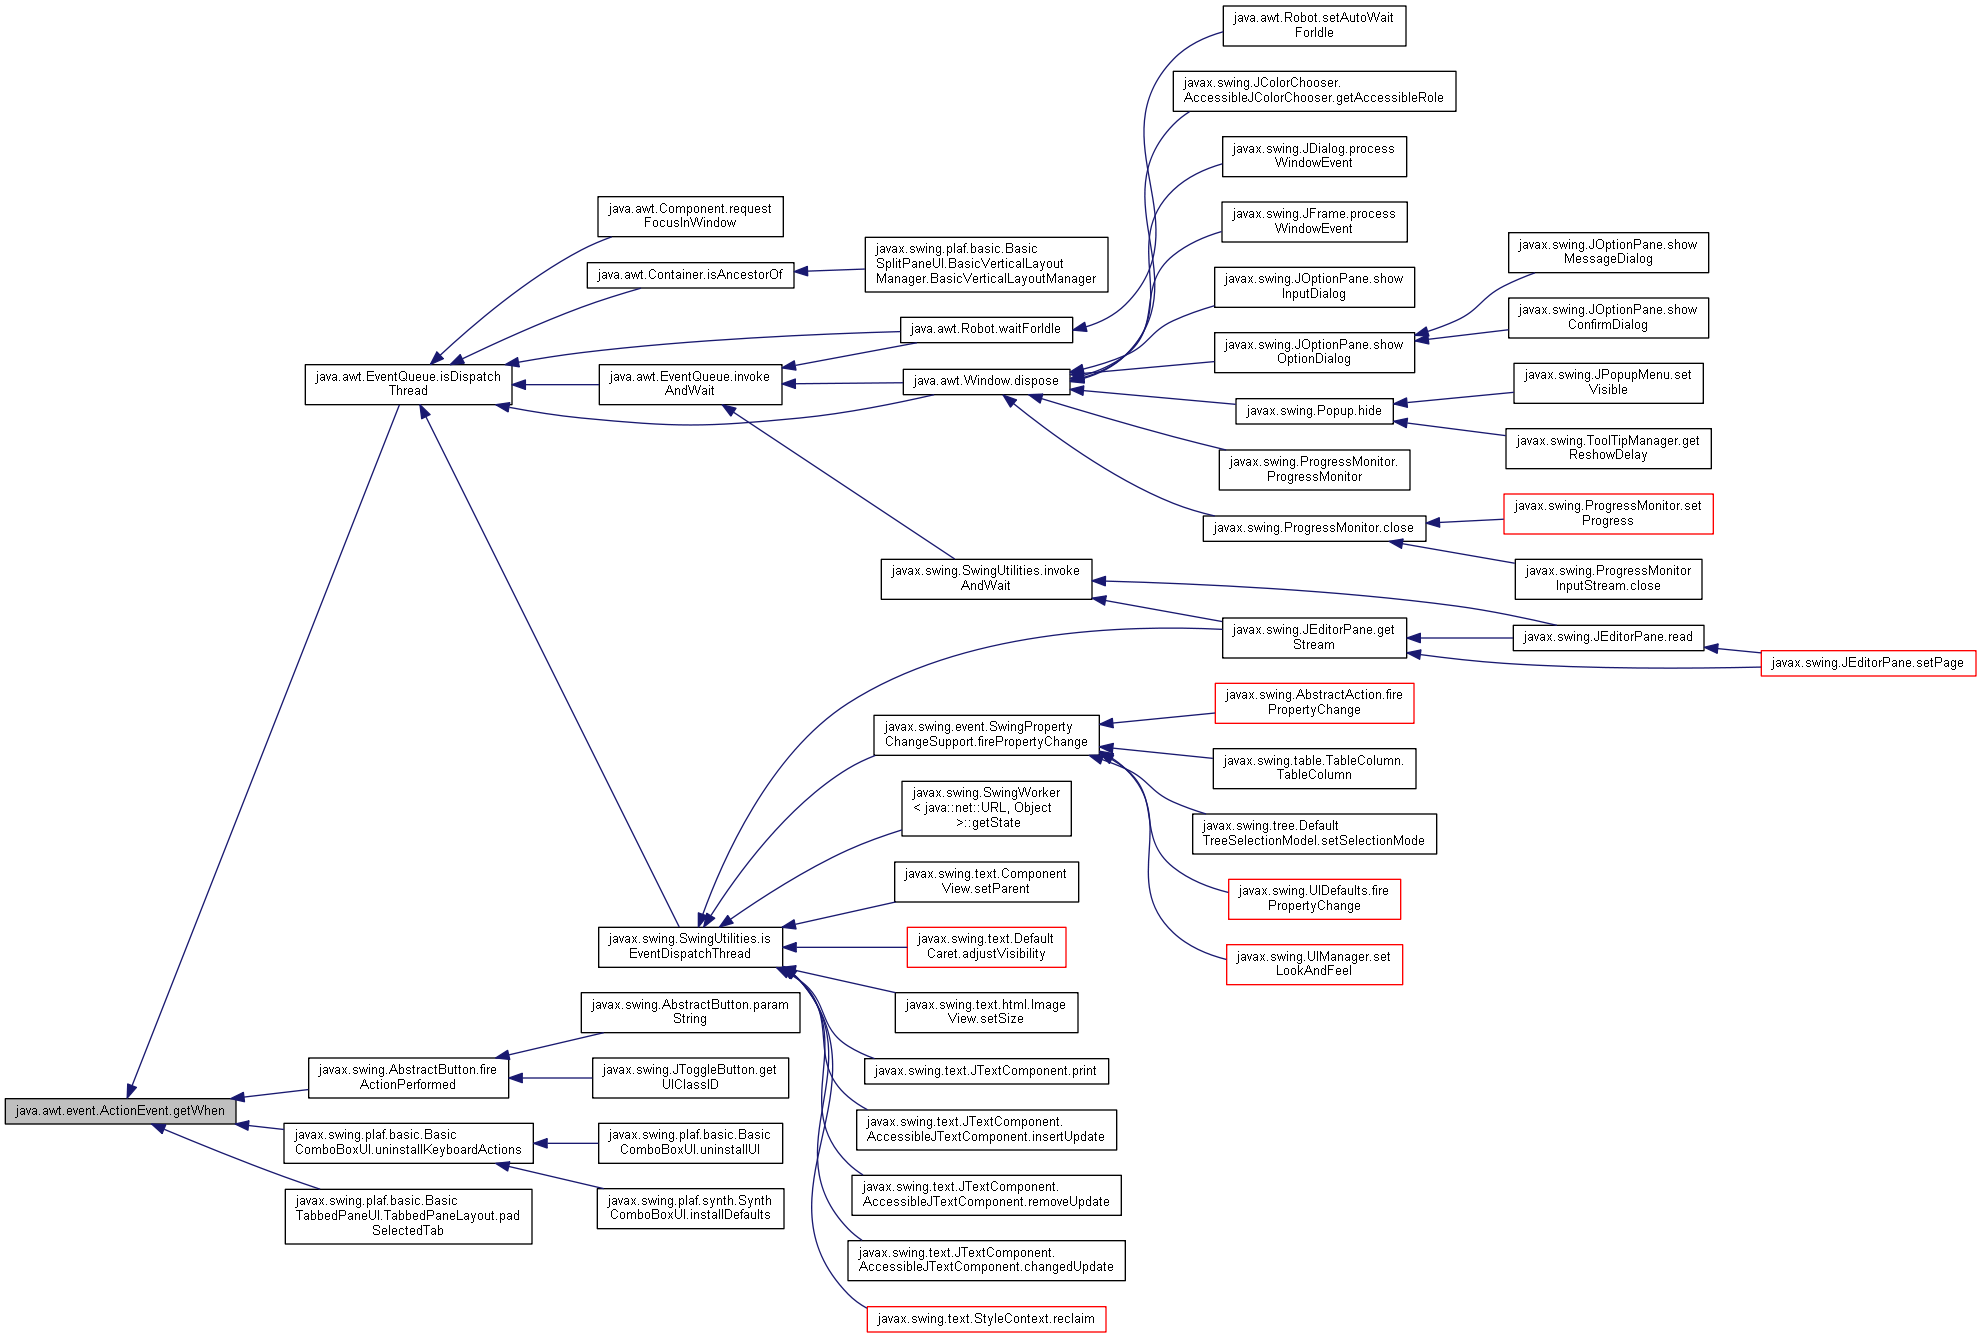 java.awt.Robot.setAutoWait
ForIdle
javax.swing.JColorChooser.
AccessibleJColorChooser.getAccessibleRole
javax.swing.JDialog.process
WindowEvent
java.awt.Component.request
FocusInWindow
javax.swing.JFrame.process
WindowEvent
javax.swing.plaf.basic.Basic
SplitPaneUI.BasicVerticalLayout
Manager.BasicVerticalLayoutManager
javax.swing.JOptionPane.show
MessageDialog
java.awt.Container.isAncestorOf
javax.swing.JOptionPane.show
InputDialog
javax.swing.JOptionPane.show
ConfirmDialog
java.awt.Robot.waitForIdle
javax.swing.JOptionPane.show
OptionDialog
java.awt.EventQueue.isDispatch
Thread
java.awt.EventQueue.invoke
AndWait
java.awt.Window.dispose
javax.swing.JPopupMenu.set
Visible
javax.swing.Popup.hide
javax.swing.ToolTipManager.get
ReshowDelay
javax.swing.ProgressMonitor.
ProgressMonitor
javax.swing.ProgressMonitor.set
Progress
javax.swing.ProgressMonitor.close
javax.swing.SwingUtilities.invoke
AndWait
javax.swing.ProgressMonitor
InputStream.close
javax.swing.JEditorPane.get
Stream
javax.swing.JEditorPane.read
javax.swing.JEditorPane.setPage
javax.swing.AbstractAction.fire
PropertyChange
javax.swing.event.SwingProperty
ChangeSupport.firePropertyChange
javax.swing.table.TableColumn.
TableColumn
javax.swing.SwingWorker
< java::net::URL, Object
>::getState
javax.swing.tree.Default
TreeSelectionModel.setSelectionMode
javax.swing.text.Component
View.setParent
javax.swing.UIDefaults.fire
PropertyChange
javax.swing.SwingUtilities.is
EventDispatchThread
javax.swing.text.Default
Caret.adjustVisibility
javax.swing.UIManager.set
LookAndFeel
javax.swing.AbstractButton.param
String
javax.swing.text.html.Image
View.setSize
javax.swing.AbstractButton.fire
ActionPerformed
javax.swing.JToggleButton.get
UIClassID
javax.swing.text.JTextComponent.print
java.awt.event.ActionEvent.getWhen
javax.swing.text.JTextComponent.
AccessibleJTextComponent.insertUpdate
javax.swing.plaf.basic.Basic
ComboBoxUI.uninstallKeyboardActions
javax.swing.plaf.basic.Basic
ComboBoxUI.uninstallUI
javax.swing.text.JTextComponent.
AccessibleJTextComponent.removeUpdate
javax.swing.plaf.basic.Basic
TabbedPaneUI.TabbedPaneLayout.pad
SelectedTab
javax.swing.plaf.synth.Synth
ComboBoxUI.installDefaults
javax.swing.text.JTextComponent.
AccessibleJTextComponent.changedUpdate
javax.swing.text.StyleContext.reclaim